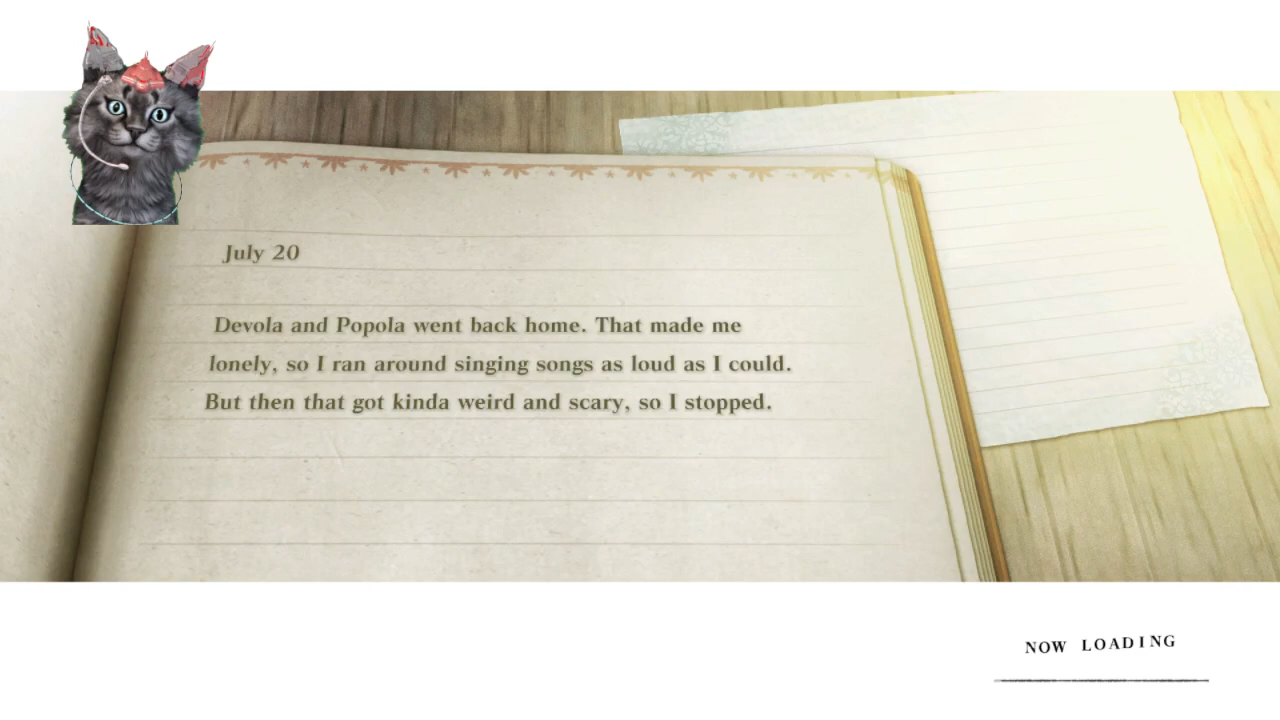 July 20
Devola and Popola went back home. That made me
lonely, so I ran around singing songs as loud as I could.
But then that got kinda weird and scary, so I stopped.
NOW LOADING